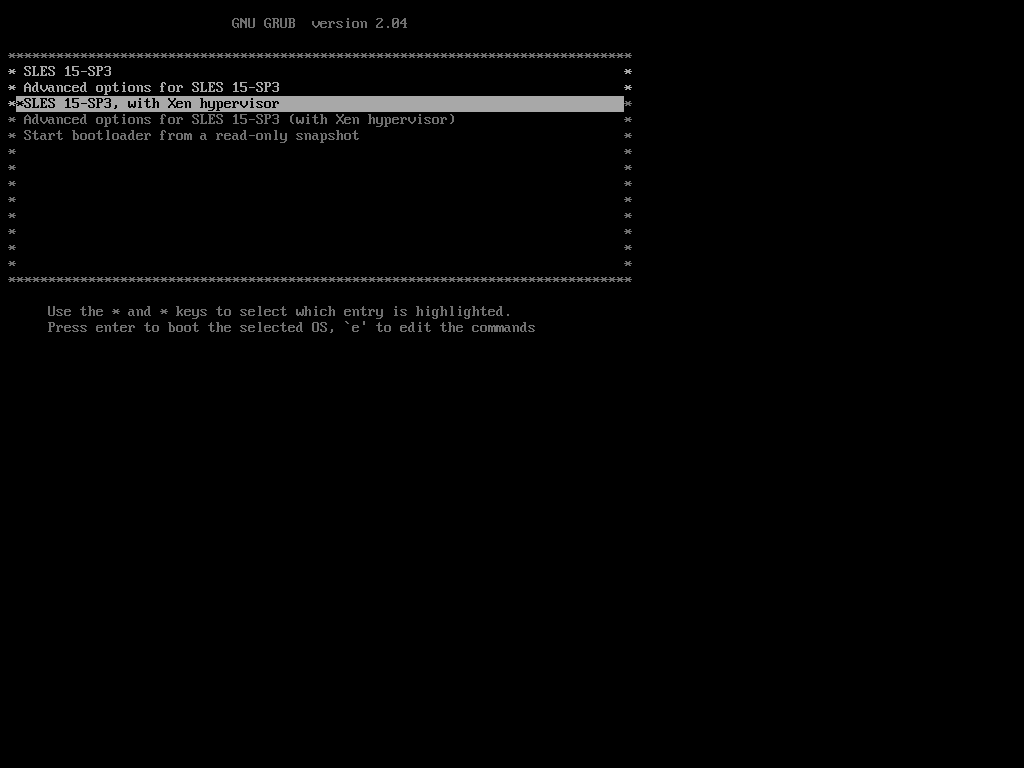 GNU GRUB  version 2.04
*******************************************************************************
* SLES 15-SP3 *
* Advanced options for SLES 15-SP3 *
**SLES 15-SP3, with Xen hypervisor *
* Advanced options for SLES 15-SP3 (with Xen hypervisor) *
* Start bootloader from a read-only snapshot *
* *
* *
* *
* *
* *
* *
* *
* *
*******************************************************************************
Use the * and * keys to select which entry is highlighted.
Press enter to boot the selected OS, `e' to edit the commands